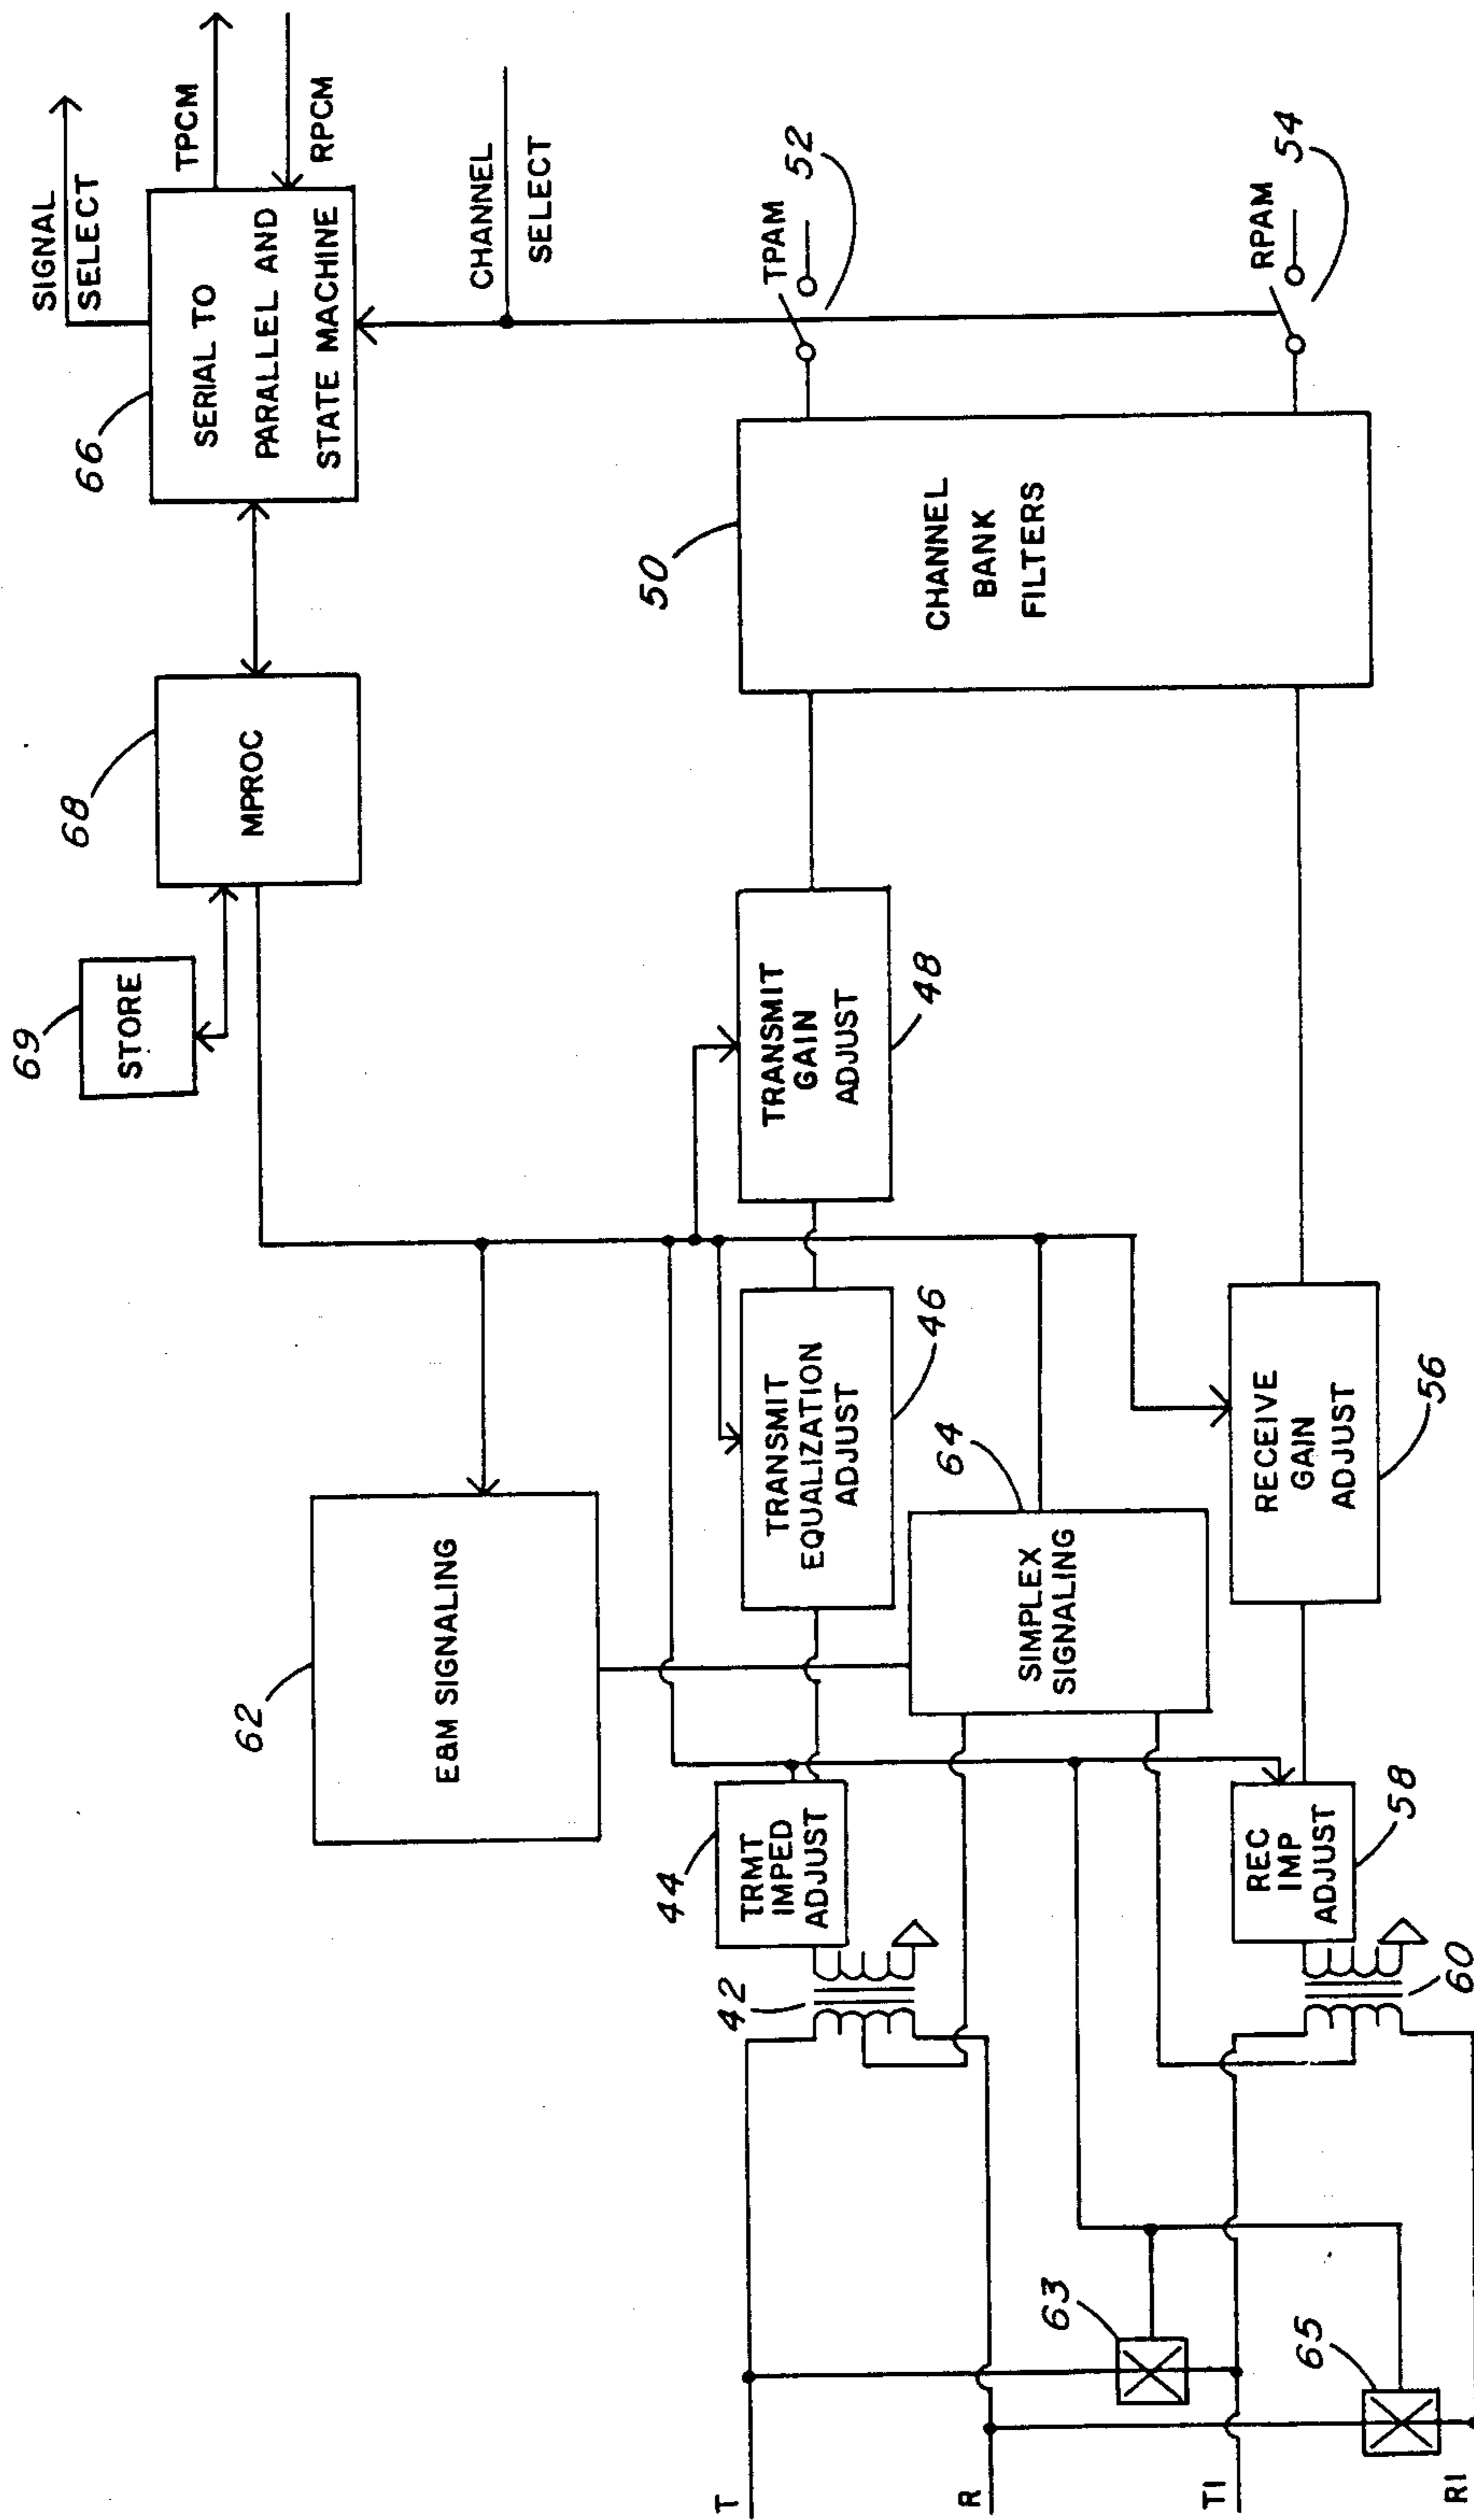 SIGNAL
SELECT
TPCM
RPCM
66
SERIAL TO
PARALLEL AND
STATE MACHINE
CHANNEL
SELECT
69
STORE
68
MPROC
62
E&M SIGNALING
50
CHANNEL
BANK
FILTERS
TPAM
52
RPAM
54
TRANSMIT
GAIN
ADJUST
48
TRANSMIT
EQUALIZATION
ADJUST
46
44
TRMT
IMPED
ADJUST
42
64
SIMPLEX
SIGNALING
RECEIVE
GAIN
ADJUST
56
REC
IMP
ADJUST
58
60
63
65
T
R
T1
R1